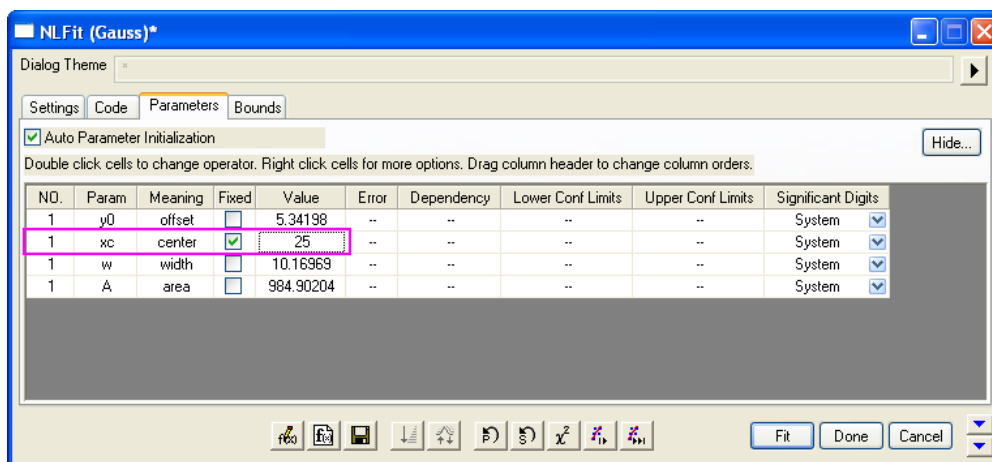 NLFit (Gauss)*
Dialog Theme *
Settings Code Parameters Bounds
Auto Parameter Initialization
Hide...
Double click cells to change operator. Right click cells for more options. Drag column header to change column orders.
NO. Param Meaning Fixed Value Error Dependency Lower Conf Limits Upper Conf Limits Significant Digits
1 y0 offset 5.34198 -- -- -- -- System
1 xc center 25 -- -- -- -- System
1 w width 10.16969 -- -- -- -- System
1 A area 984.90204 -- -- -- -- System
Fit Done Cancel